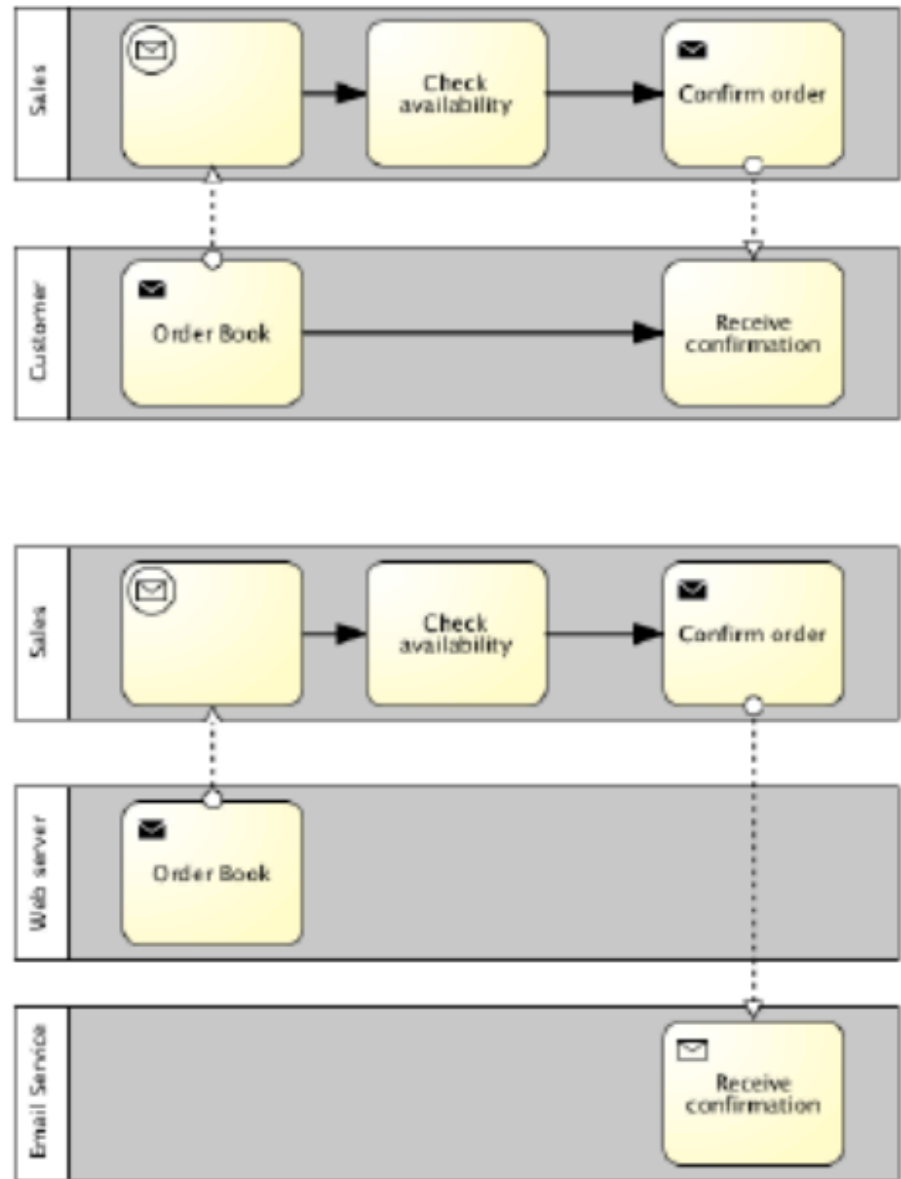 Sales
Check
availability
Confirm order
Customer
Order Book
Receive
confirmation
Sales
Check
availability
Confirm order
Web server
Order Book
Email Service
Receive
confirmation